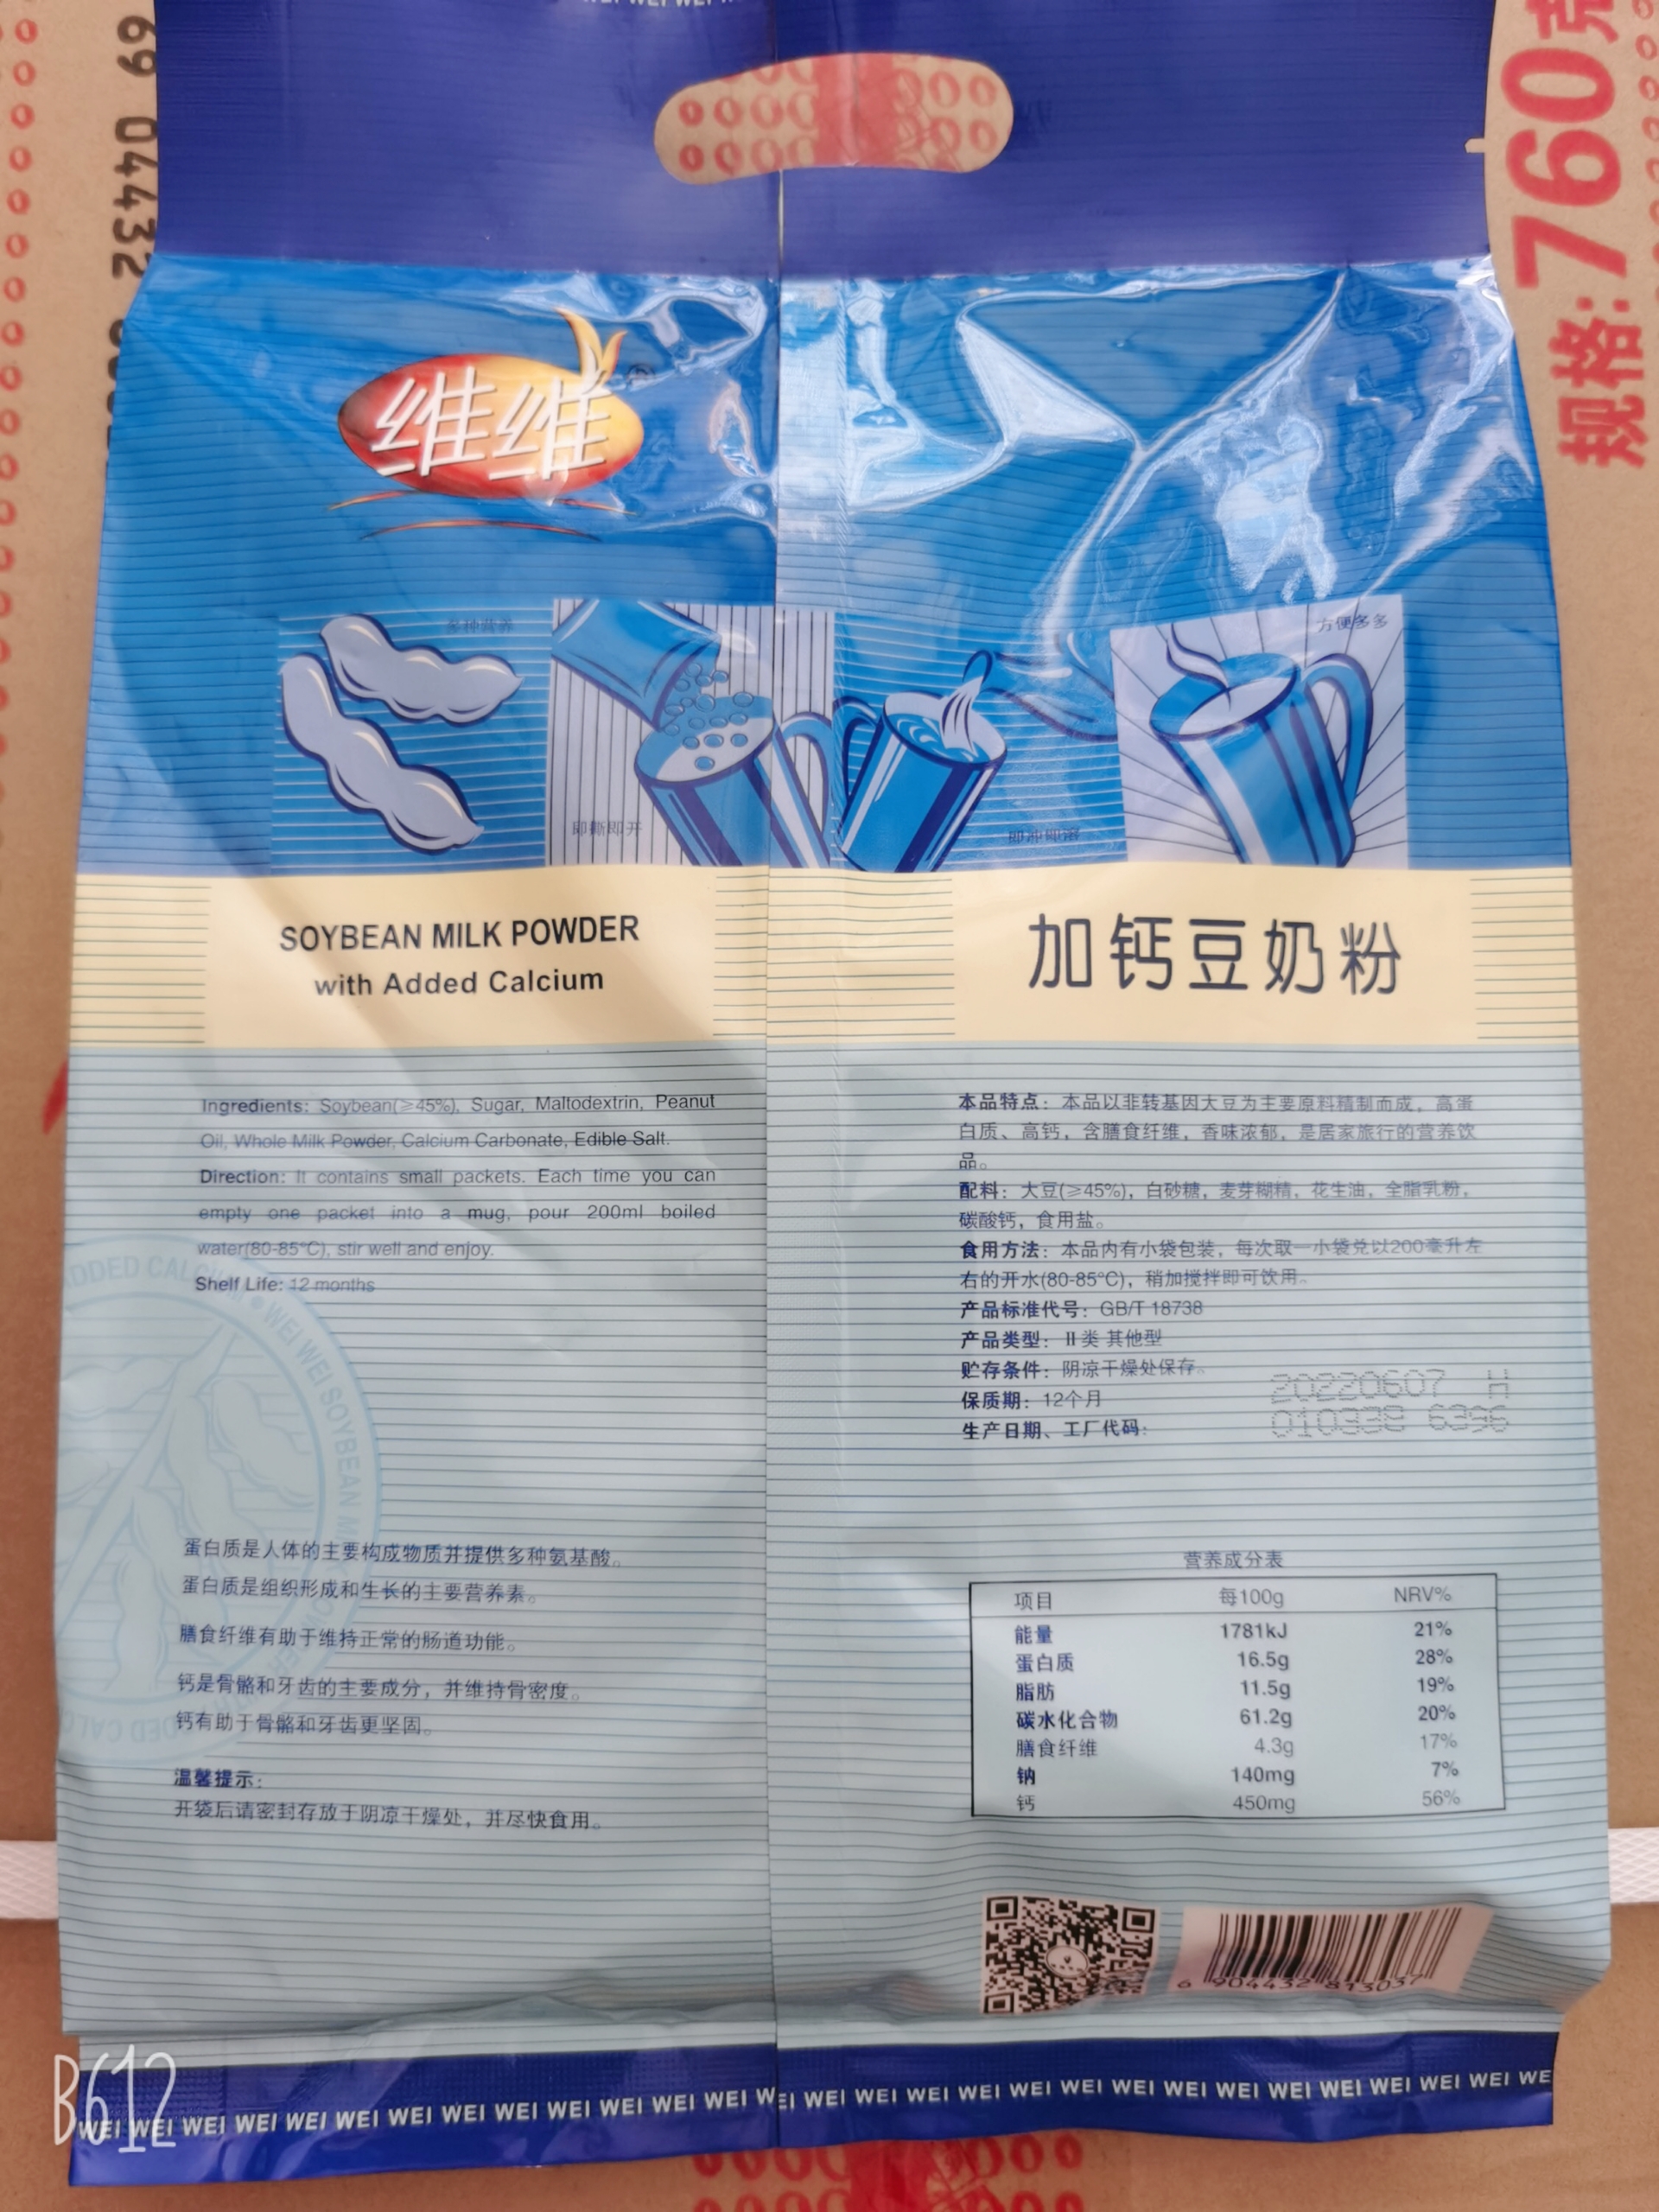 WEI WEI WEI
69 04432
规格:760克
维维
多种营养
即撕即开
即冲即溶
方便多多
SOYBEAN MILK POWDER
with Added Calcium
加钙豆奶粉
Ingredients: Soybean(≥45%), Sugar, Maltodextrin, Peanut
Oil, Whole Milk Powder, Calcium Carbonate, Edible Salt.
Direction: It contains small packets. Each time you can
empty one packet into a mug, pour 200ml boiled
water(80-85°C), stir well and enjoy.
Shelf Life: 12 months
ADDED CALCIUM • WEI WEI SOYBEAN MILK POWDER
蛋白质是人体的主要构成物质并提供多种氨基酸。
蛋白质是组织形成和生长的主要营养素。
膳食纤维有助于维持正常的肠道功能。
钙是骨骼和牙齿的主要成分，并维持骨密度。
钙有助于骨骼和牙齿更坚固。
温馨提示：
开袋后请密封存放于阴凉干燥处，并尽快食用。
本品特点：本品以非转基因大豆为主要原料精制而成，高蛋
白质、高钙，含膳食纤维，香味浓郁，是居家旅行的营养饮
品。
配料：大豆(≥45%)，白砂糖，麦芽糊精，花生油，全脂乳粉，
碳酸钙，食用盐。
食用方法：本品内有小袋包装，每次取一小袋兑以200毫升左
右的开水(80-85°C)，稍加搅拌即可饮用。
产品标准代号：GB/T 18738
产品类型：Ⅱ类 其他型
贮存条件：阴凉干燥处保存。
保质期：12个月
生产日期、工厂代码：
20220607 H
010338 6396
营养成分表
项目 每100g NRV%
能量 1781kJ 21%
蛋白质 16.5g 28%
脂肪 11.5g 19%
碳水化合物 61.2g 20%
膳食纤维 4.3g 17%
钠 140mg 7%
钙 450mg 56%
6 904432 813037
WEI WEI WEI WEI WEI WEI WEI WEI WEI WEI WEI WEI WEI WEI WEI WEI WEI WEI WEI WEI WEI WEI WEI WEI WEI WEI WEI WEI WE
B612